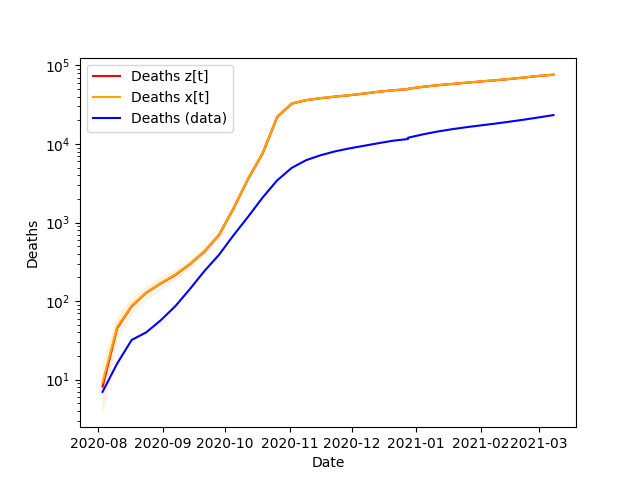 Deaths z[t]
Deaths x[t]
Deaths (data)
10^5
10^4
10^3
10^2
10^1
Deaths
2020-08 2020-09 2020-10 2020-11 2020-12 2021-01 2021-02 2021-03
Date